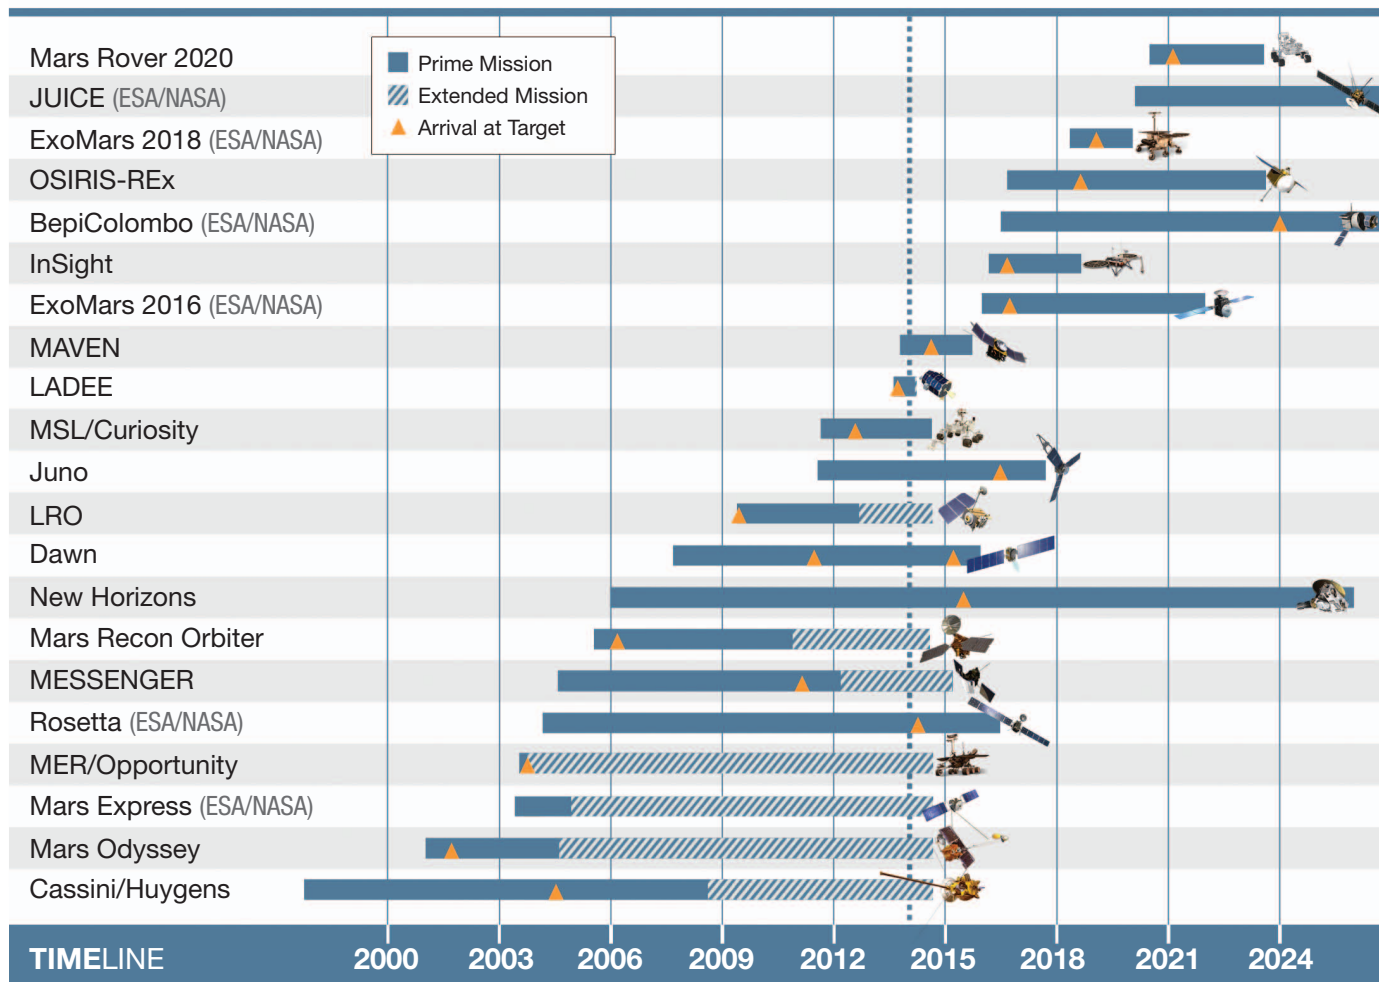 Mars Rover 2020
Prime Mission
Extended Mission
Arrival at Target
JUICE (ESA/NASA)
ExoMars 2018 (ESA/NASA)
OSIRIS-REx
BepiColombo (ESA/NASA)
InSight
ExoMars 2016 (ESA/NASA)
MAVEN
LADEE
MSL/Curiosity
Juno
LRO
Dawn
New Horizons
Mars Recon Orbiter
MESSENGER
Rosetta (ESA/NASA)
MER/Opportunity
Mars Express (ESA/NASA)
Mars Odyssey
Cassini/Huygens
TIMELINE 2000 2003 2006 2009 2012 2015 2018 2021 2024